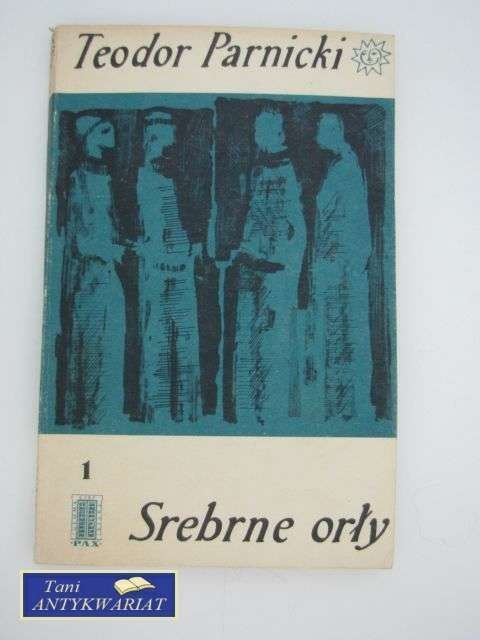 Teodor Parnicki
1
PAX
Srebrne orły
Tani
ANTYKWARIAT